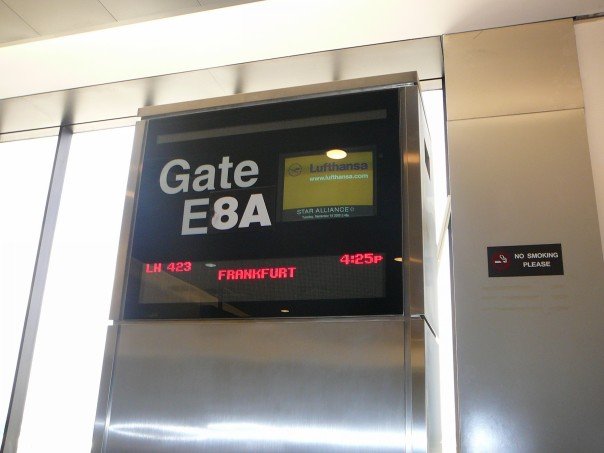 Gate
E8A
Lufthansa
www.lufthansa.com
STAR ALLIANCE
LH 423
4:25P
FRANKFURT
NO SMOKING
PLEASE